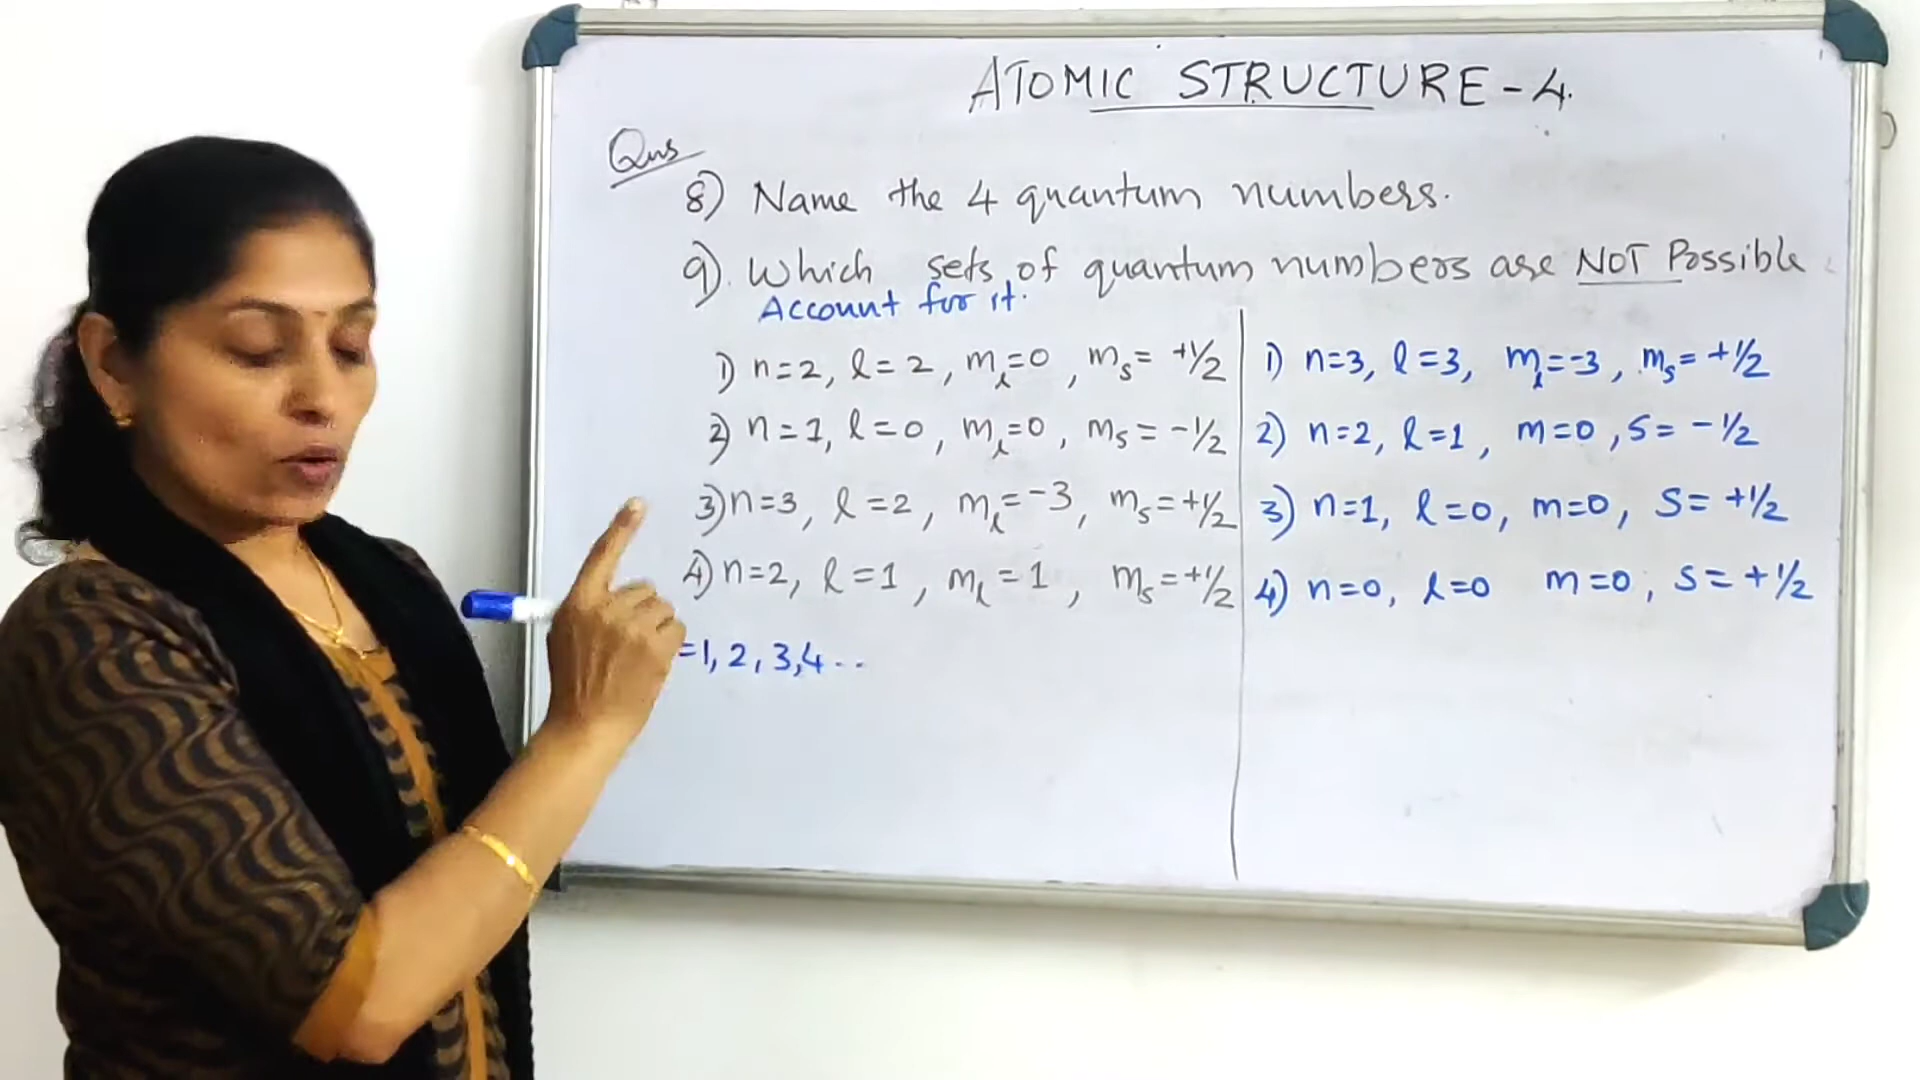 ATOMIC STRUCTURE-4.
Qns
8) Name the 4 quantum numbers.
9). Which sets of quantum numbers are NOT Possible
Account for it.
1) n=2, l=2, mₗ=0, mₛ= +1/2
2) n=1, l=0, mₗ=0, mₛ= -1/2
3) n=3, l=2, mₗ=-3, mₛ=+1/2
4) n=2, l=1, mₗ=1, mₛ=+1/2
=1, 2, 3, 4 ..
1) n=3, l=3, mₗ=-3, mₛ=+1/2
2) n=2, l=1, m=0, s= -1/2
3) n=1, l=0, m=0, s= +1/2
4) n=0, l=0 m=0, s= +1/2